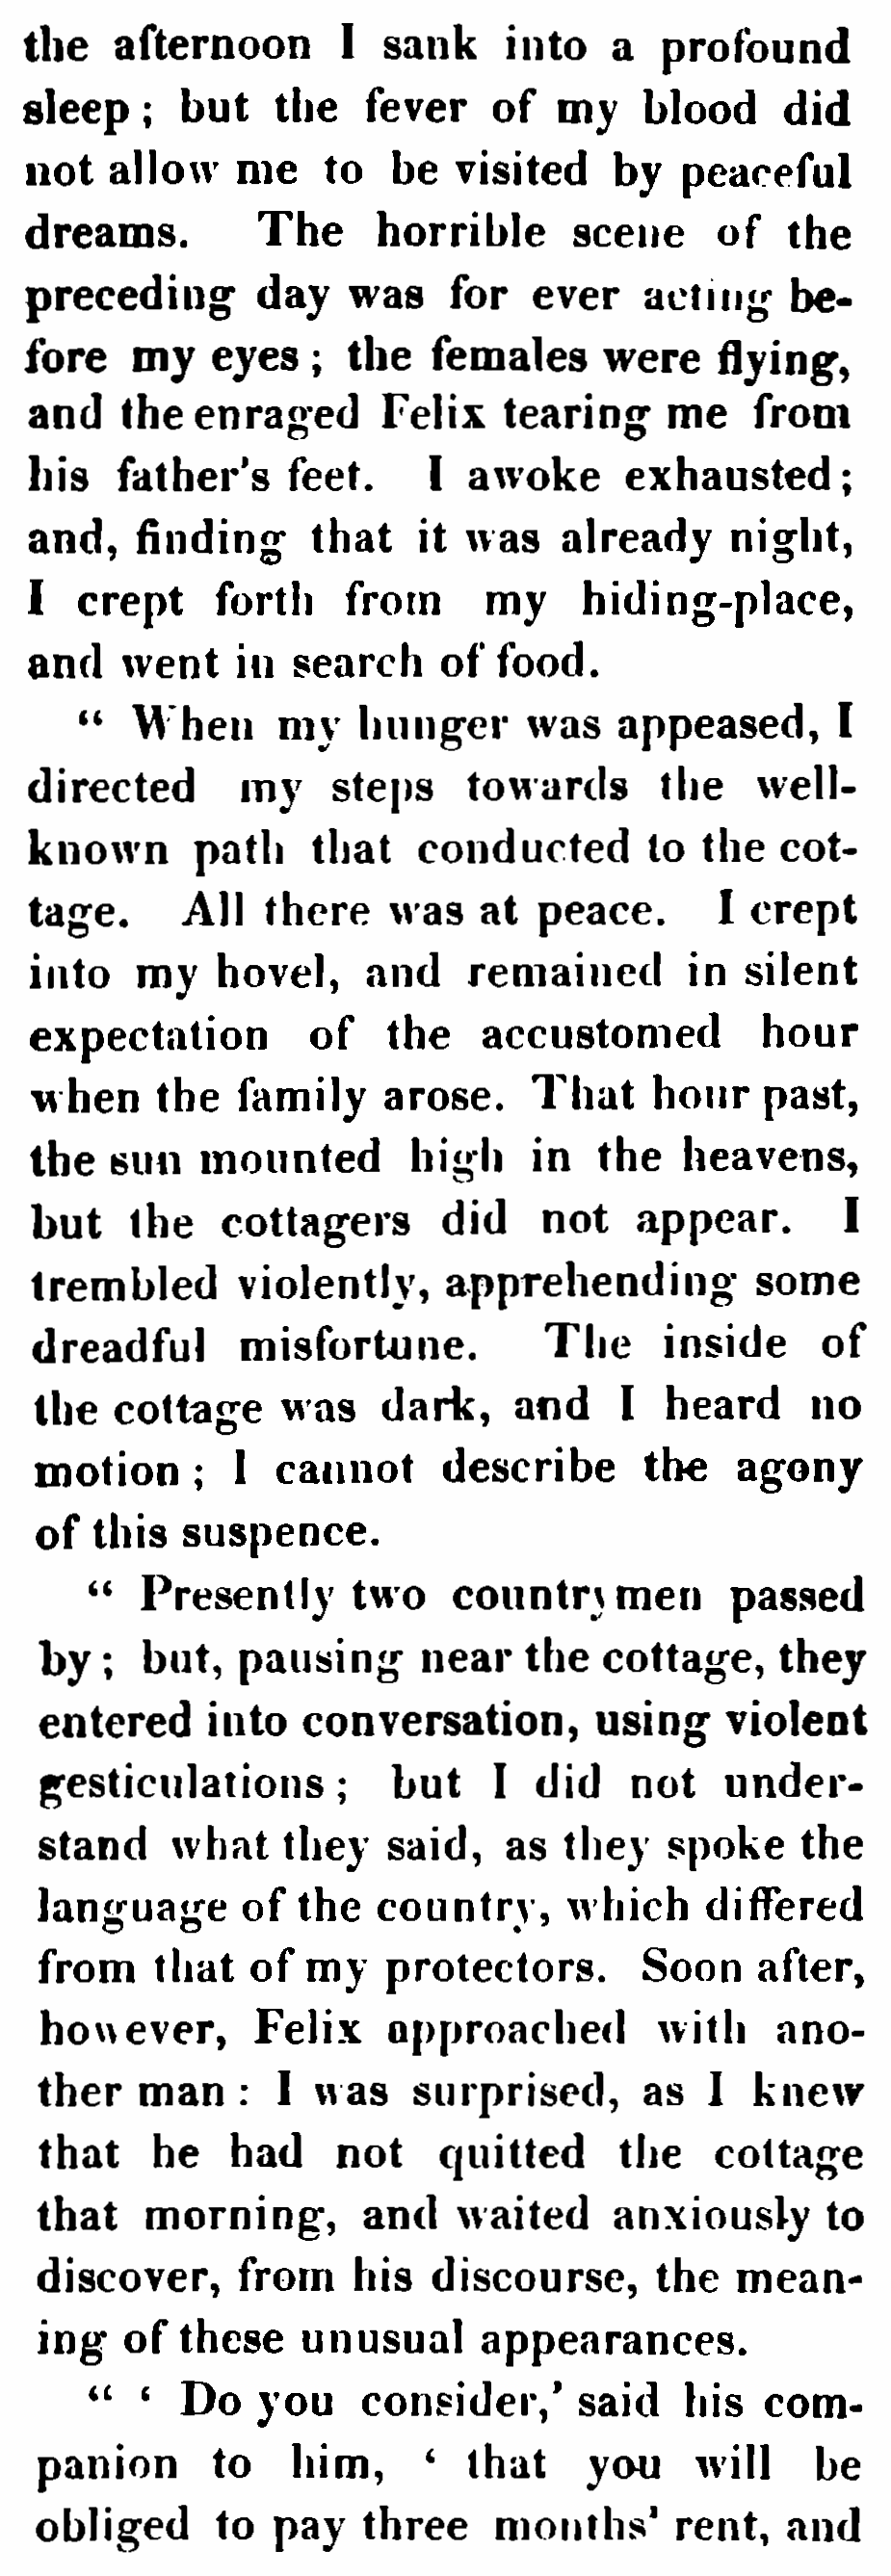 the afternoon I sank into a profound
sleep; but the fever of my blood did
not allow me to be visited by peaceful
dreams. The horrible scene of the
preceding day was for ever acting be-
fore my eyes; the females were flying,
and the enraged Felix tearing me from
his father's feet. I awoke exhausted;
and, finding that it was already night,
I crept forth from my hiding-place,
and went in search of food.
“ When my hunger was appeased, I
directed my steps towards the well-
known path that conducted to the cot-
tage. All there was at peace. I crept
into my hovel, and remained in silent
expectation of the accustomed hour
when the family arose. That hour past,
the sun mounted high in the heavens,
but the cottagers did not appear. I
trembled violently, apprehending some
dreadful misfortune. The inside of
the cottage was dark, and I heard no
motion; I cannot describe the agony
of this suspence.
“ Presently two countrymen passed
by; but, pausing near the cottage, they
entered into conversation, using violent
gesticulations; but I did not under-
stand what they said, as they spoke the
language of the country, which differed
from that of my protectors. Soon after,
however, Felix approached with ano-
ther man: I was surprised, as I knew
that he had not quitted the cottage
that morning, and waited anxiously to
discover, from his discourse, the mean-
ing of these unusual appearances.
“ ‘ Do you consider,’ said his com-
panion to him, ‘ that you will be
obliged to pay three months' rent, and